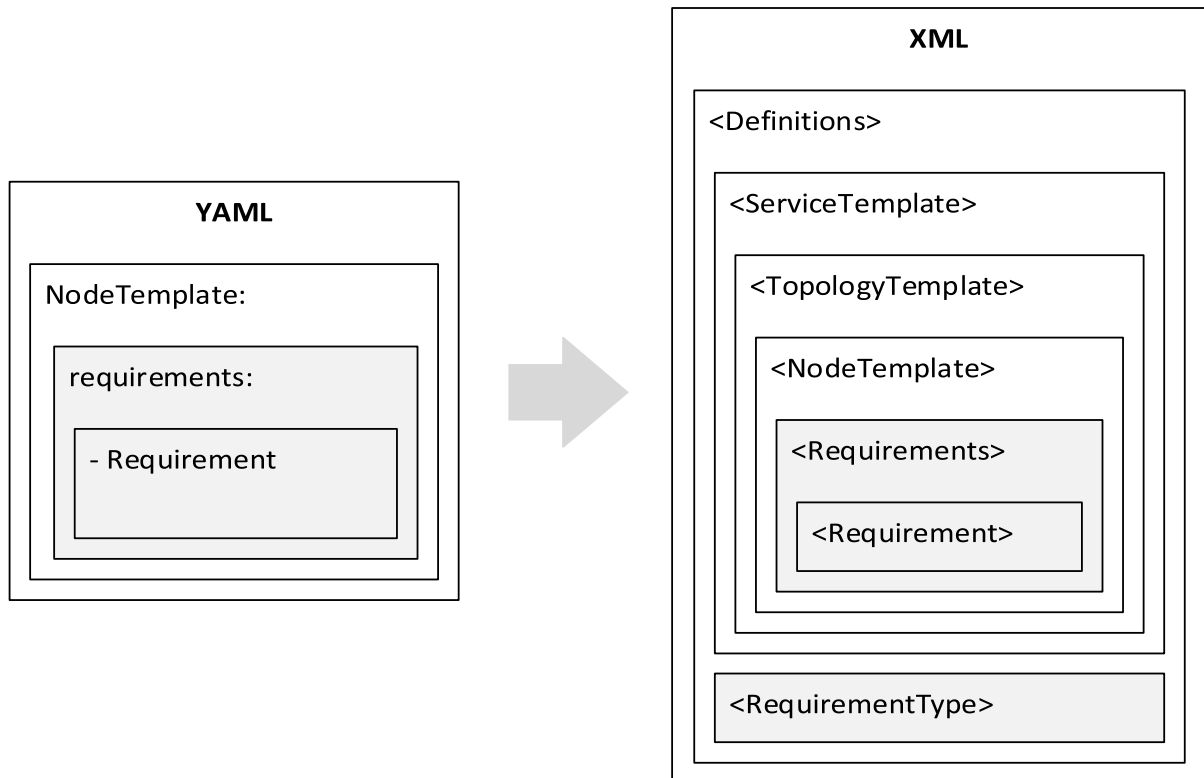 YAML
NodeTemplate:
requirements:
- Requirement
XML
<Definitions>
<ServiceTemplate>
<TopologyTemplate>
<NodeTemplate>
<Requirements>
<Requirement>
<RequirementType>